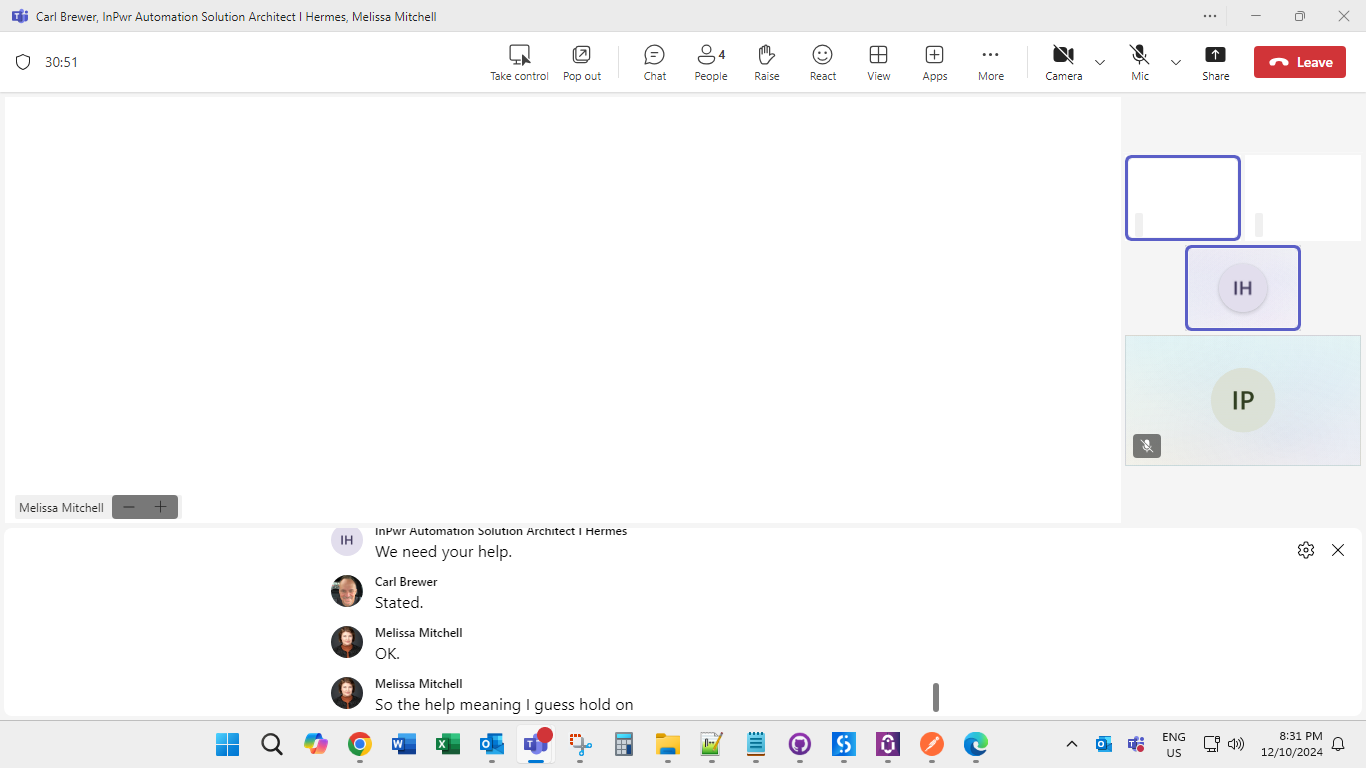 Carl Brewer, InPwr Automation Solution Architect I Hermes, Melissa Mitchell
30:51
Take control
Pop out
Chat
4
People
Raise
React
View
Apps
More
Camera
Mic
Share
Leave
IH
IP
Melissa Mitchell
InPwr Automation Solution Architect I Hermes
IH
We need your help.
Carl Brewer
Stated.
Melissa Mitchell
OK.
Melissa Mitchell
So the help meaning I guess hold on
ENG
US
8:31 PM
12/10/2024